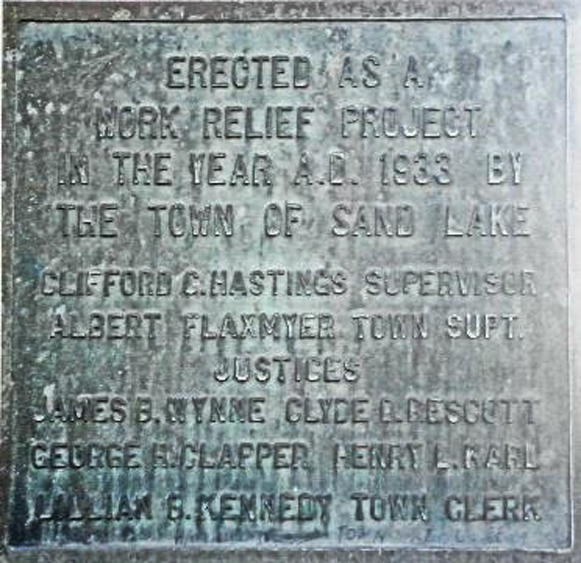 ERECTED AS A
WORK RELIEF PROJECT
IN THE YEAR A.D. 1933 BY
THE TOWN OF SAND LAKE
CLIFFORD C. HASTINGS SUPERVISOR
ALBERT FLAXMYER TOWN SUPT.
JUSTICES
JAMES B. WYNNE CLYDE D. BESCOTT
GEORGE H. CLAPPER HENRY L. KARL
LILLIAN B. KENNEDY TOWN CLERK